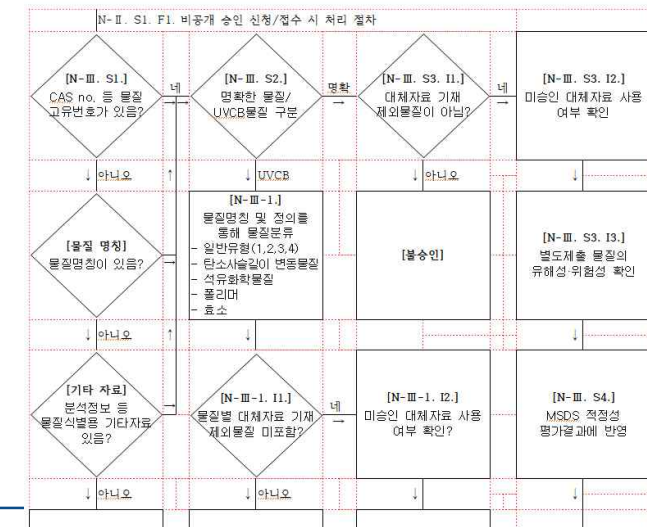 N-Ⅱ. S1. F1. 비공개 승인 신청/접수 시 처리 절차
[N-Ⅲ. S1.]
CAS no. 등 물질
고유번호가 있음?
네
→ →
[N-Ⅲ. S2.]
명확한 물질/
UVCB물질 구분
명확
→
[N-Ⅲ. S3. I1.]
대체자료 기재
제외물질이 아님?
네
→
[N-Ⅲ. S3. I2.]
미승인 대체자료 사용
여부 확인
↓ 아니오
↑
↓ UVCB
↓ 아니오
↓
[물질 명칭]
물질명칭이 있음?
→
[N-Ⅲ-1.]
물질명칭 및 정의를
통해 물질분류
- 일반유형(1,2,3,4)
- 탄소사슬길이 변동물질
- 석유화학물질
- 폴리머
- 효소
[불승인]
[N-Ⅲ. S3. I3.]
별도제출 물질의
유해성·위험성 확인
↓ 아니오
↑
↓
↓
[기타 자료]
분석정보 등
물질식별용 기타자료
있음?
→
[N-Ⅲ-1. I1.]
물질별 대체자료 기재
제외물질 미포함?
네
→
[N-Ⅲ-1. I2.]
미승인 대체자료 사용
여부 확인?
[N-Ⅲ. S4.]
MSDS 적정성
평가결과에 반영
↓ 아니오
↓ 아니오
↓
↓